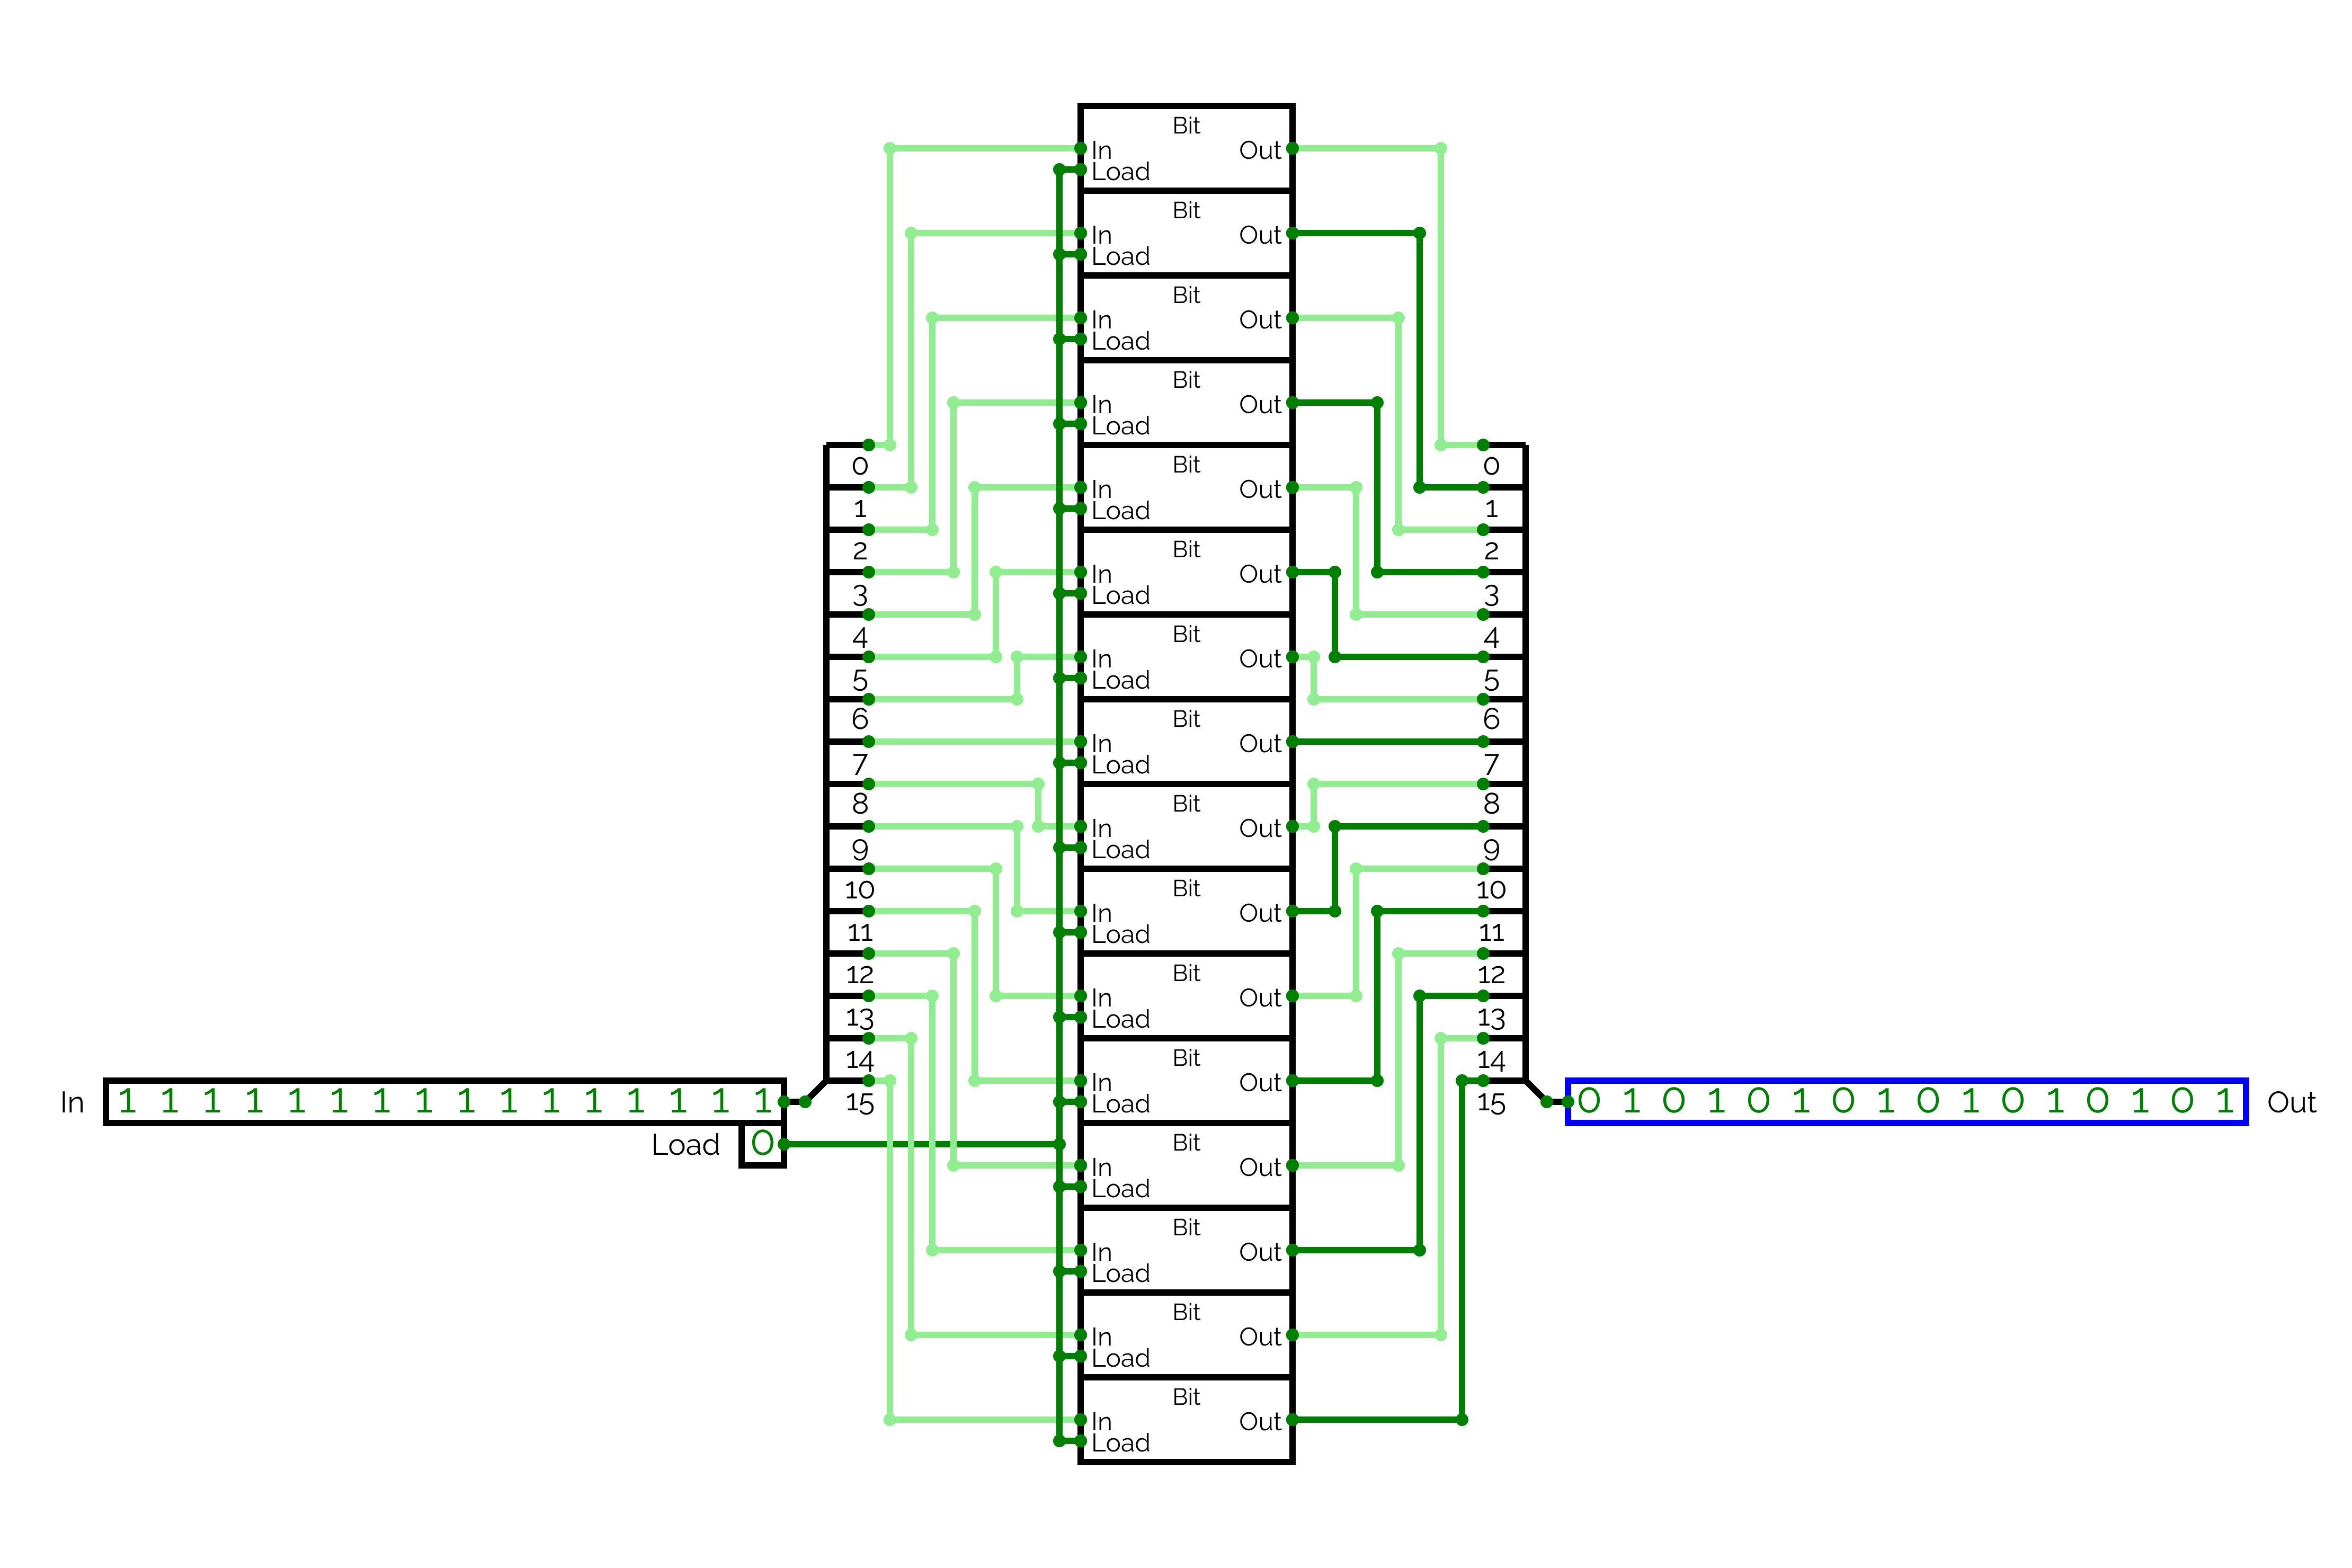 Bit
In Out
Load
Bit
In Out
Load
Bit
In Out
Load
Bit
In Out
Load
Bit
0 In Out 0
1 Load 1
Bit
2 In Out 2
3 Load 3
Bit
4 In Out 4
5 Load 5
Bit
6 In Out 6
7 Load 7
Bit
8 In Out 8
9 Load 9
Bit
10 In Out 10
11 Load 11
Bit
12 In Out 12
13 Load 13
Bit
14 In Out 14
In 1 1 1 1 1 1 1 1 1 1 1 1 1 1 1 1 15 Load 15 0 1 0 1 0 1 0 1 0 1 0 1 0 1 0 1 Out
Load 0 Bit
In Out
Load
Bit
In Out
Load
Bit
In Out
Load
Bit
In Out
Load